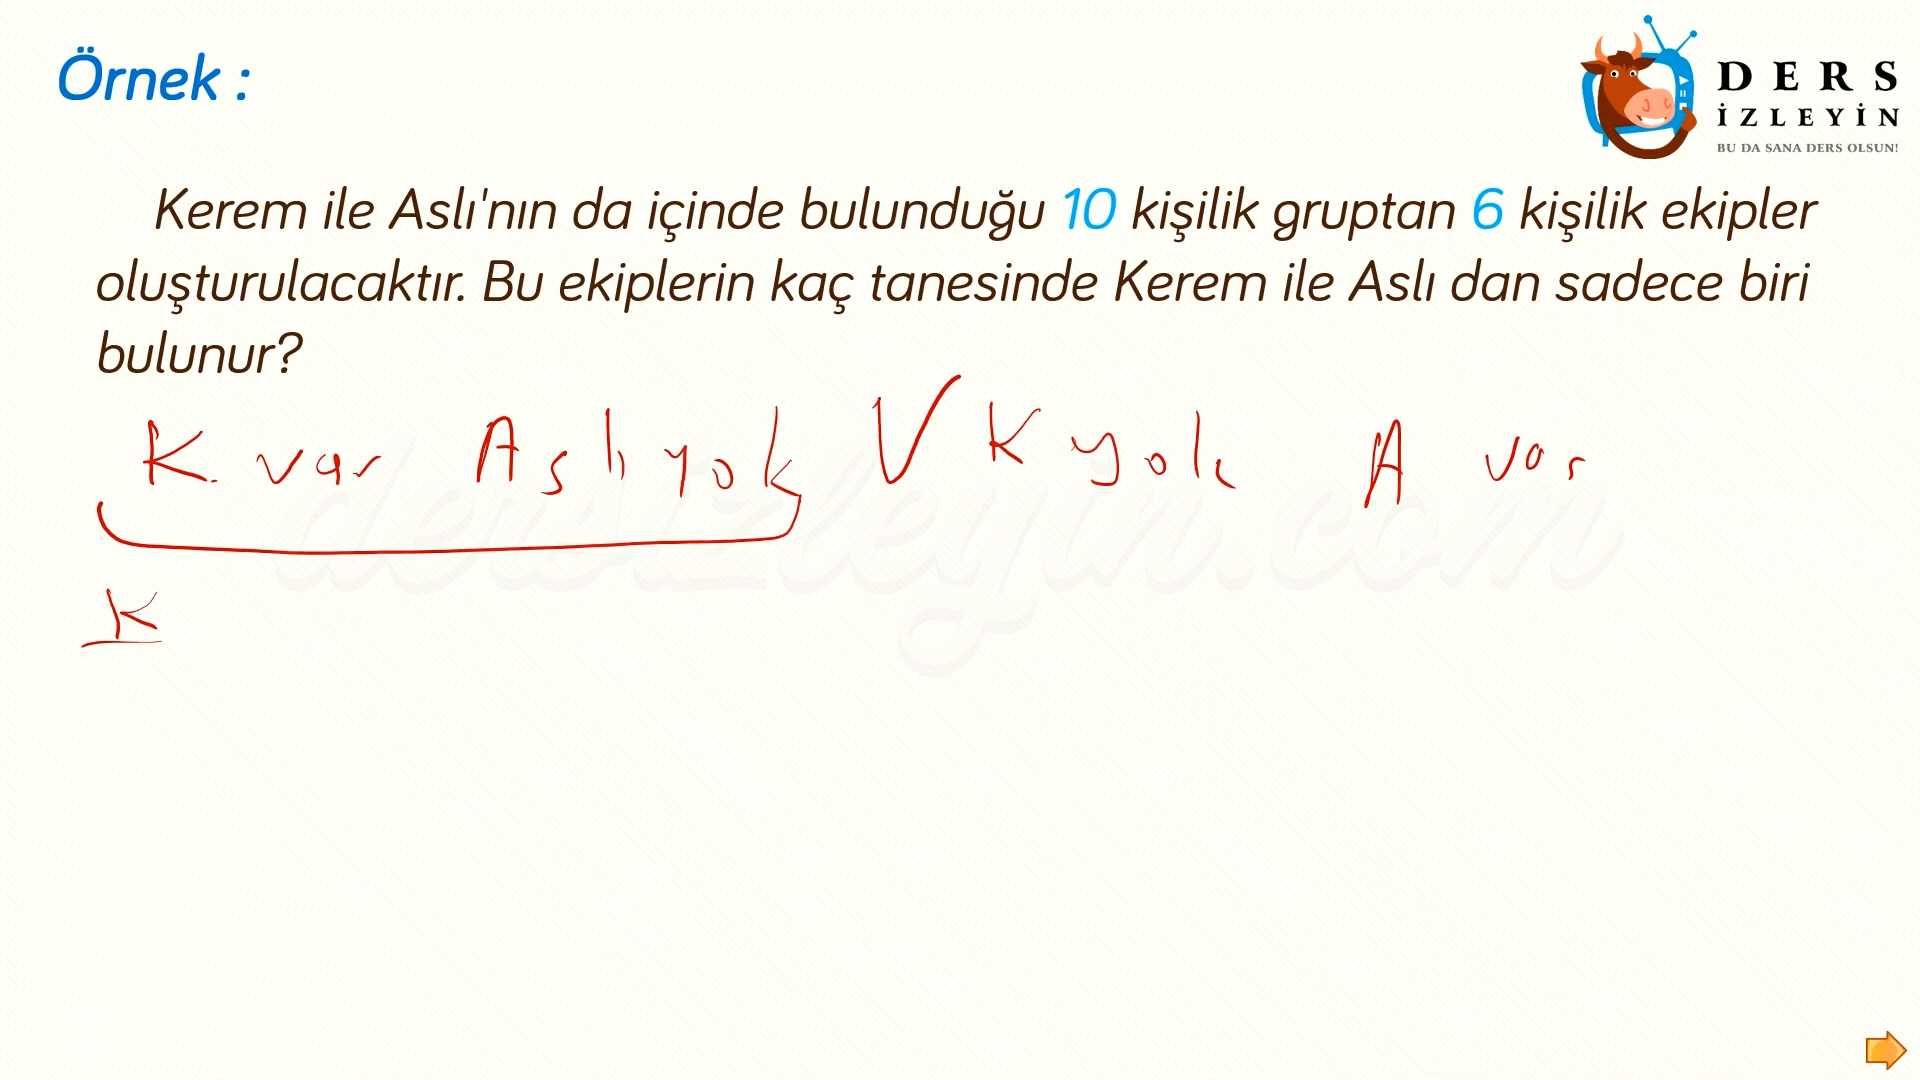 Örnek :
DERS
İZLEYİN
BU DA SANA DERS OLSUN!
Kerem ile Aslı'nın da içinde bulunduğu 10 kişilik gruptan 6 kişilik ekipler
oluşturulacaktır. Bu ekiplerin kaç tanesinde Kerem ile Aslı dan sadece biri
bulunur?
K. var Aslı yok V K yok A var
dersizleyin.com
K